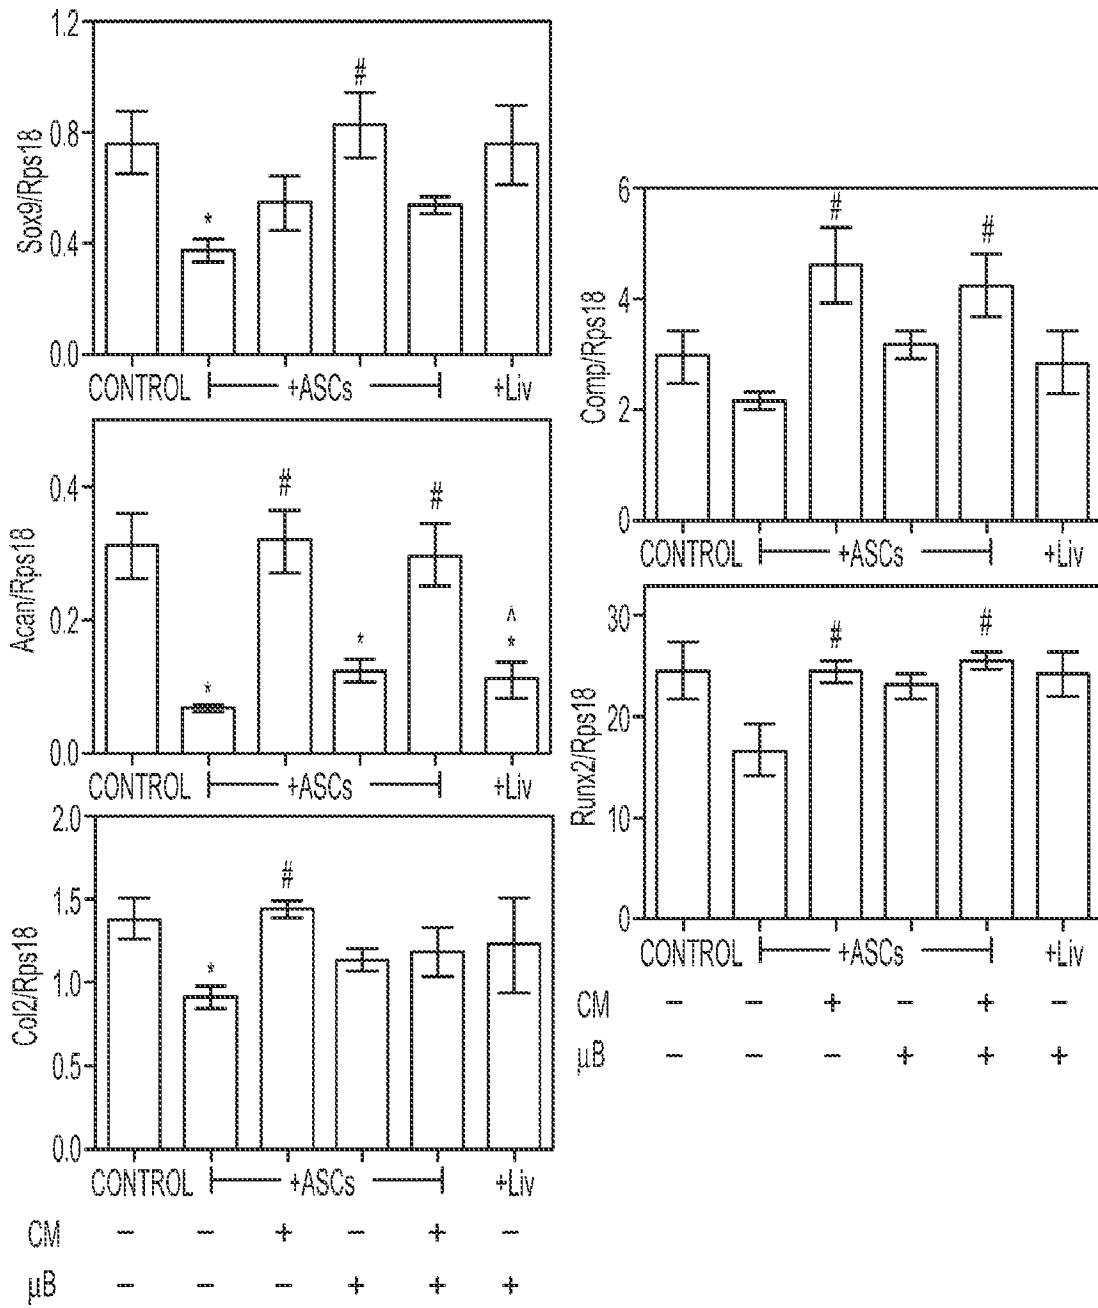 Sox9/Rps18
1.2
0.8
0.4
0.0
#
*
CONTROL +ASCs +Liv
Acan/Rps18
0.4
0.2
0.0
# #
* * ^
*
CONTROL +ASCs +Liv
Col2/Rps18
2.0
1.5
1.0
0.5
0.0
#
*
CONTROL +ASCs +Liv
CM - - + - + -
μB - - - + + +
Comp/Rps18
6
4
2
0
# #
CONTROL +ASCs +Liv
Runx2/Rps18
30
20
10
0
# #
CONTROL +ASCs +Liv
CM - - + - + -
μB - - - + + +